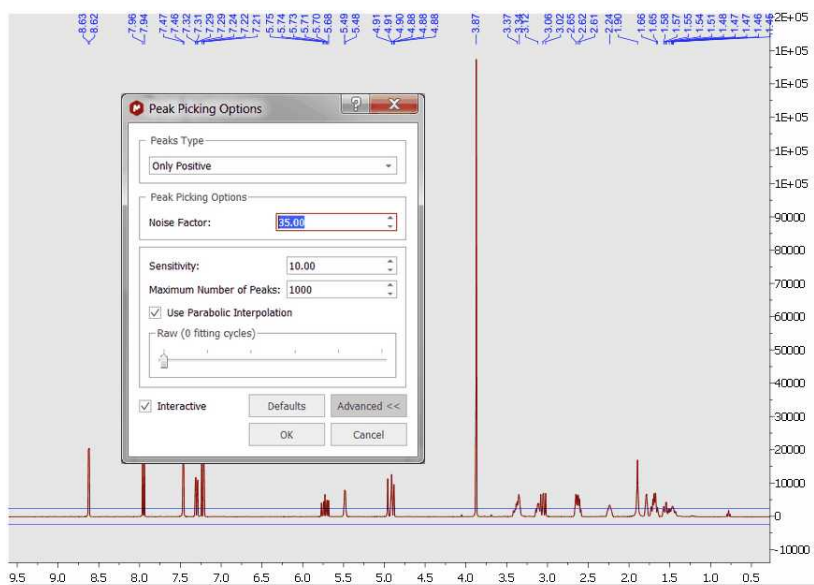 8.63 8.62 7.96 7.94 7.47 7.46 7.32 7.31 7.29 7.29 7.24 7.22 7.21 5.75 5.74 5.73 5.71 5.70 5.68 5.49 5.48 4.91 4.91 4.90 4.88 4.88 4.88 3.87 3.37 3.34 3.12 3.06 3.02 2.65 2.62 2.61 2.24 1.90 1.66 1.65 1.58 1.57 1.55 1.54 1.51 1.48 1.47 1.47 1.46
2E+05
1E+05
1E+05
1E+05
1E+05
1E+05
90000
80000
70000
60000
50000
40000
30000
20000
10000
0
-10000
Peak Picking Options
Peaks Type
Only Positive
Peak Picking Options
Noise Factor: 35.00
Sensitivity: 10.00
Maximum Number of Peaks: 1000
Use Parabolic Interpolation
Raw (0 fitting cycles)
Interactive Defaults Advanced <<
OK Cancel
9.5 9.0 8.5 8.0 7.5 7.0 6.5 6.0 5.5 5.0 4.5 4.0 3.5 3.0 2.5 2.0 1.5 1.0 0.5